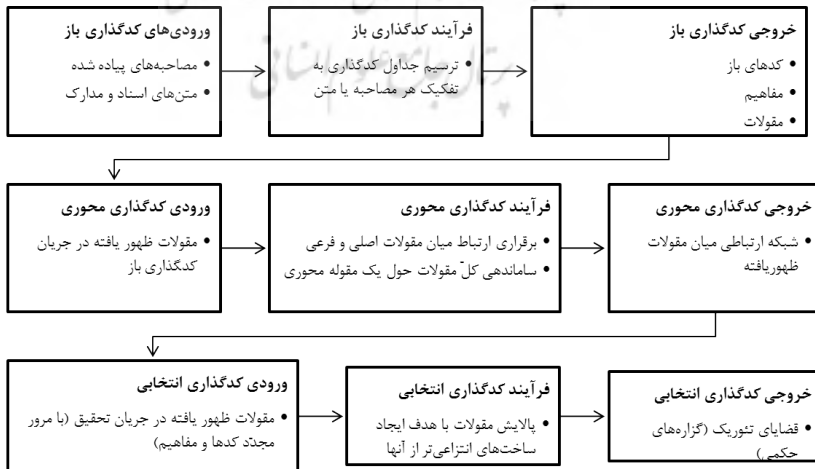 ورودی‌های کدگذاری باز
• مصاحبه‌های پیاده شده
• متن‌های اسناد و مدارک
فرآیند کدگذاری باز
• ترسیم جداول کدگذاری به
تفکیک هر مصاحبه یا متن
خروجی کدگذاری باز
• کدهای باز
• مفاهیم
• مقولات
ورودی کدگذاری محوری
• مقولات ظهور یافته در جریان
کدگذاری باز
فرآیند کدگذاری محوری
• برقراری ارتباط میان مقولات اصلی و فرعی
• ساماندهی کلّ مقولات حول یک مقوله محوری
خروجی کدگذاری محوری
• شبکه ارتباطی میان مقولات
ظهوریافته
ورودی کدگذاری انتخابی
• مقولات ظهور یافته در جریان تحقیق (با مرور
مجدّد کدها و مفاهیم)
فرآیند کدگذاری انتخابی
• پالایش مقولات با هدف ایجاد
ساخت‌های انتزاعی‌تر از آنها
خروجی کدگذاری انتخابی
• قضایای تئوریک (گزاره‌های
حکمی)
پرتال جامع علوم انسانی